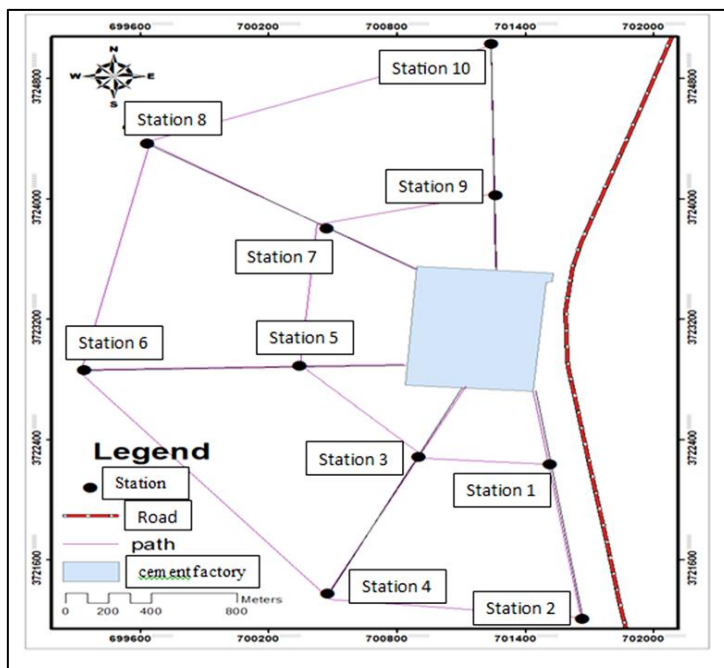 699600 700200 700800 701400 702000
N
W E
S
Station 10
3724800 3724800
Station 8
Station 9
3724000 3724000
Station 7
3723200 3723200
Station 6
Station 5
3722400 3722400
Legend
Station 3
Station 1
Station
Road
path
3721600 3721600
cement factory
Station 4
Station 2
0 200 400 800 Meters
699600 700200 700800 701400 702000